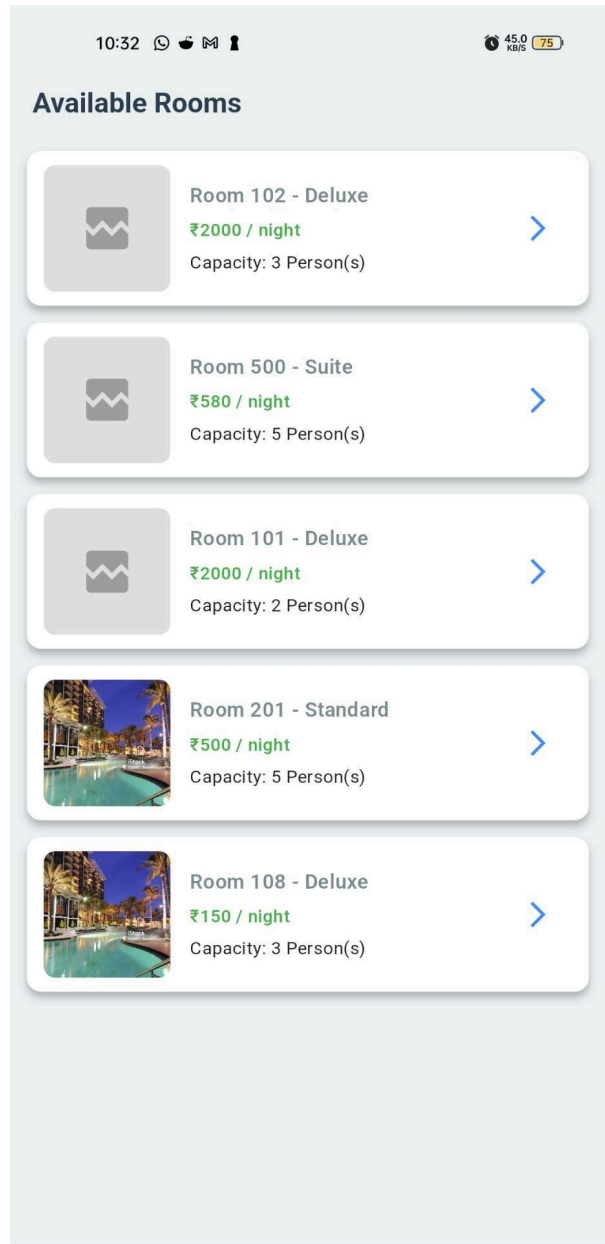 10:32
45.0
KB/S
75
Available Rooms
Room 102 - Deluxe
₹2000 / night
Capacity: 3 Person(s)
Room 500 - Suite
₹580 / night
Capacity: 5 Person(s)
Room 101 - Deluxe
₹2000 / night
Capacity: 2 Person(s)
iStock
Room 201 - Standard
₹500 / night
Capacity: 5 Person(s)
iStock
Room 108 - Deluxe
₹150 / night
Capacity: 3 Person(s)